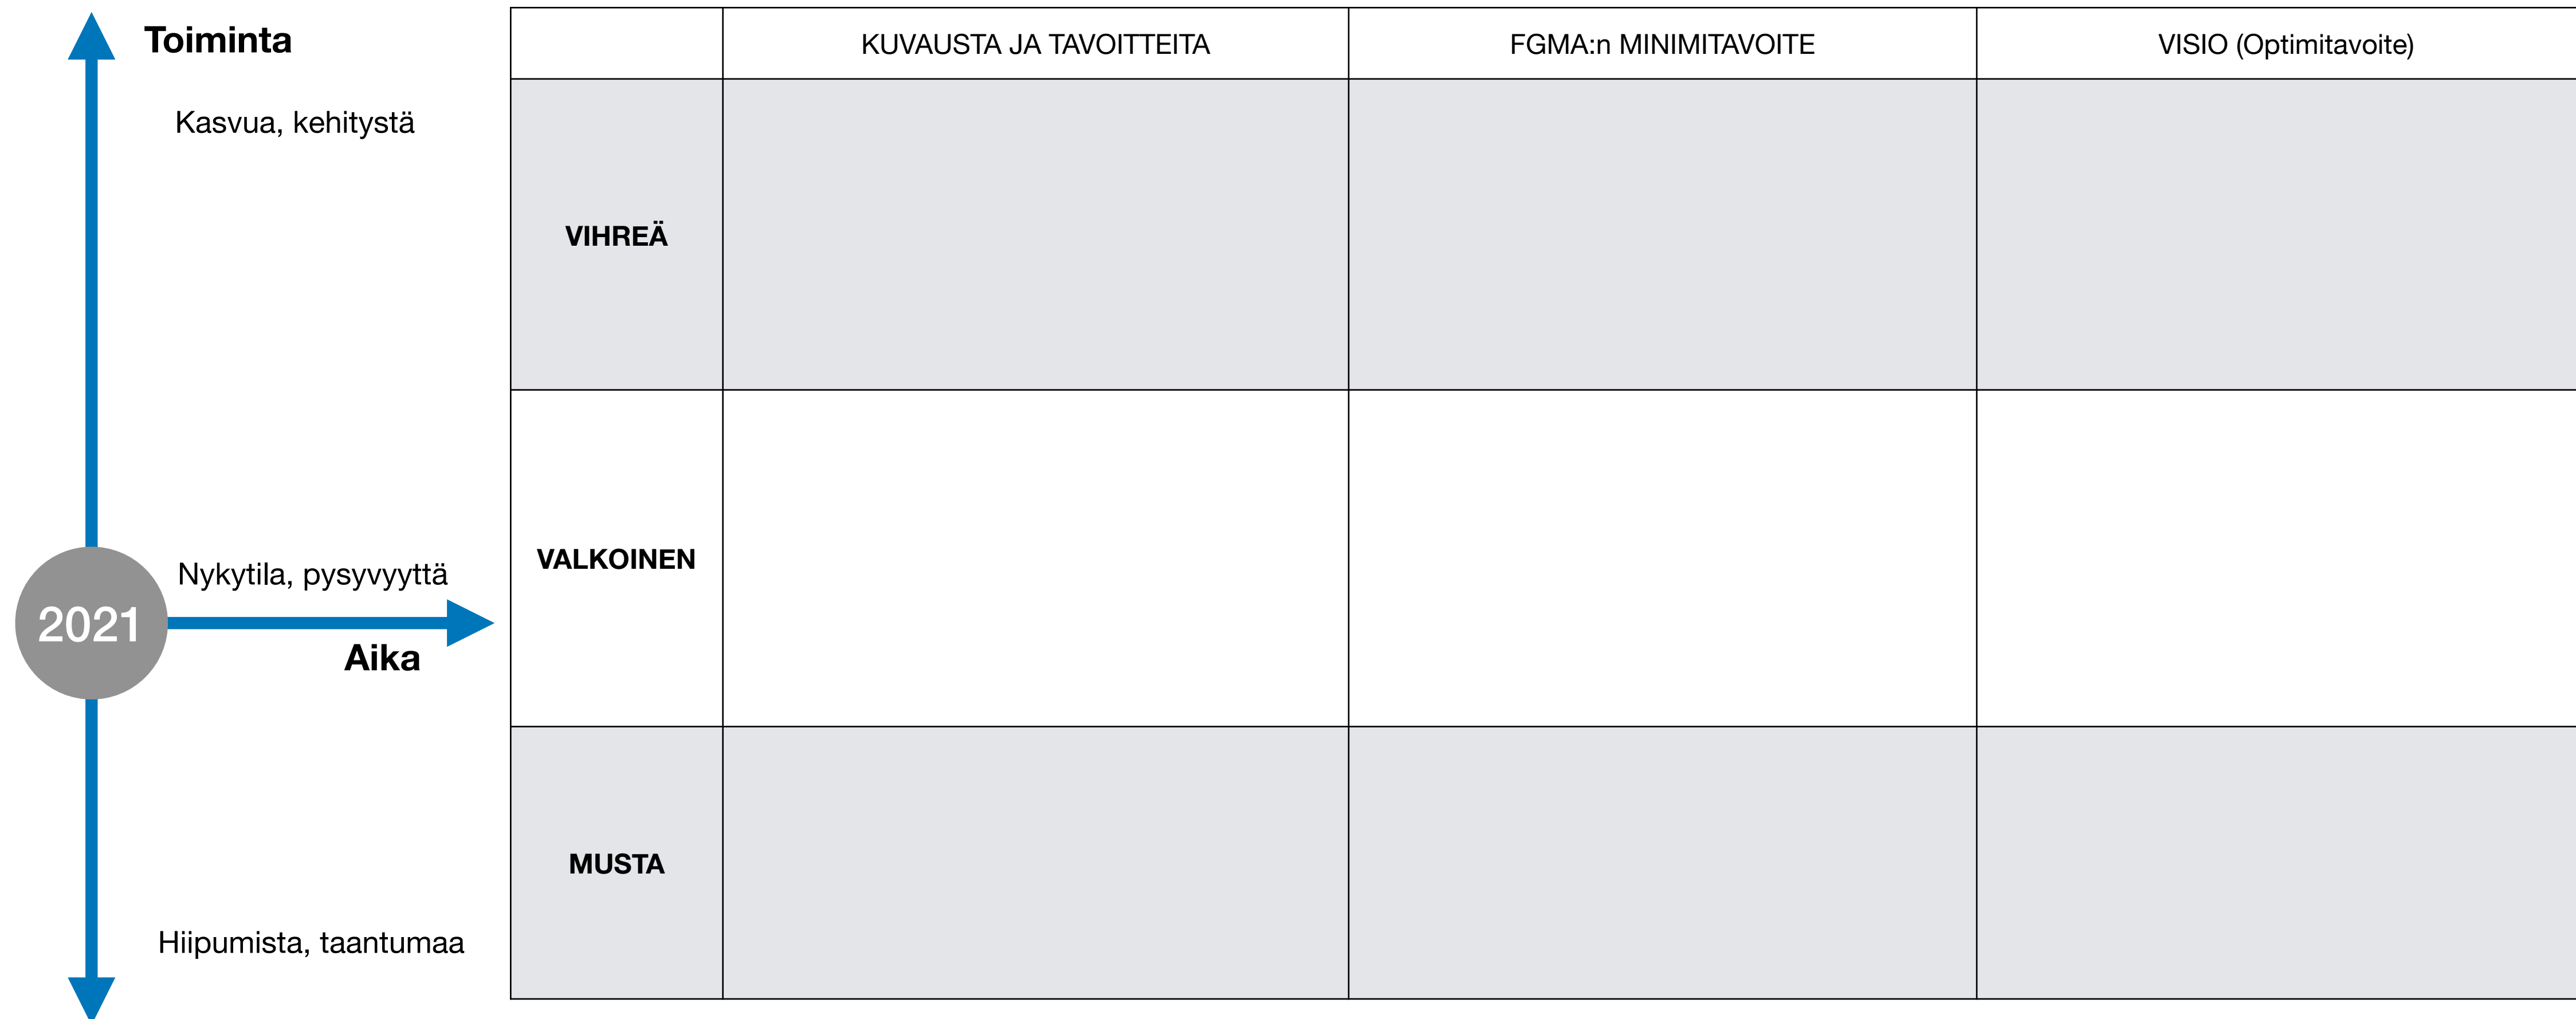 Toiminta
Kasvua, kehitystä
Nykytila, pysyvyyttä
2021
Aika
Hiipumista, taantumaa
KUVAUSTA JA TAVOITTEITA
FGMA:n MINIMITAVOITE
VISIO (Optimitavoite)
VIHREÄ
VALKOINEN
MUSTA